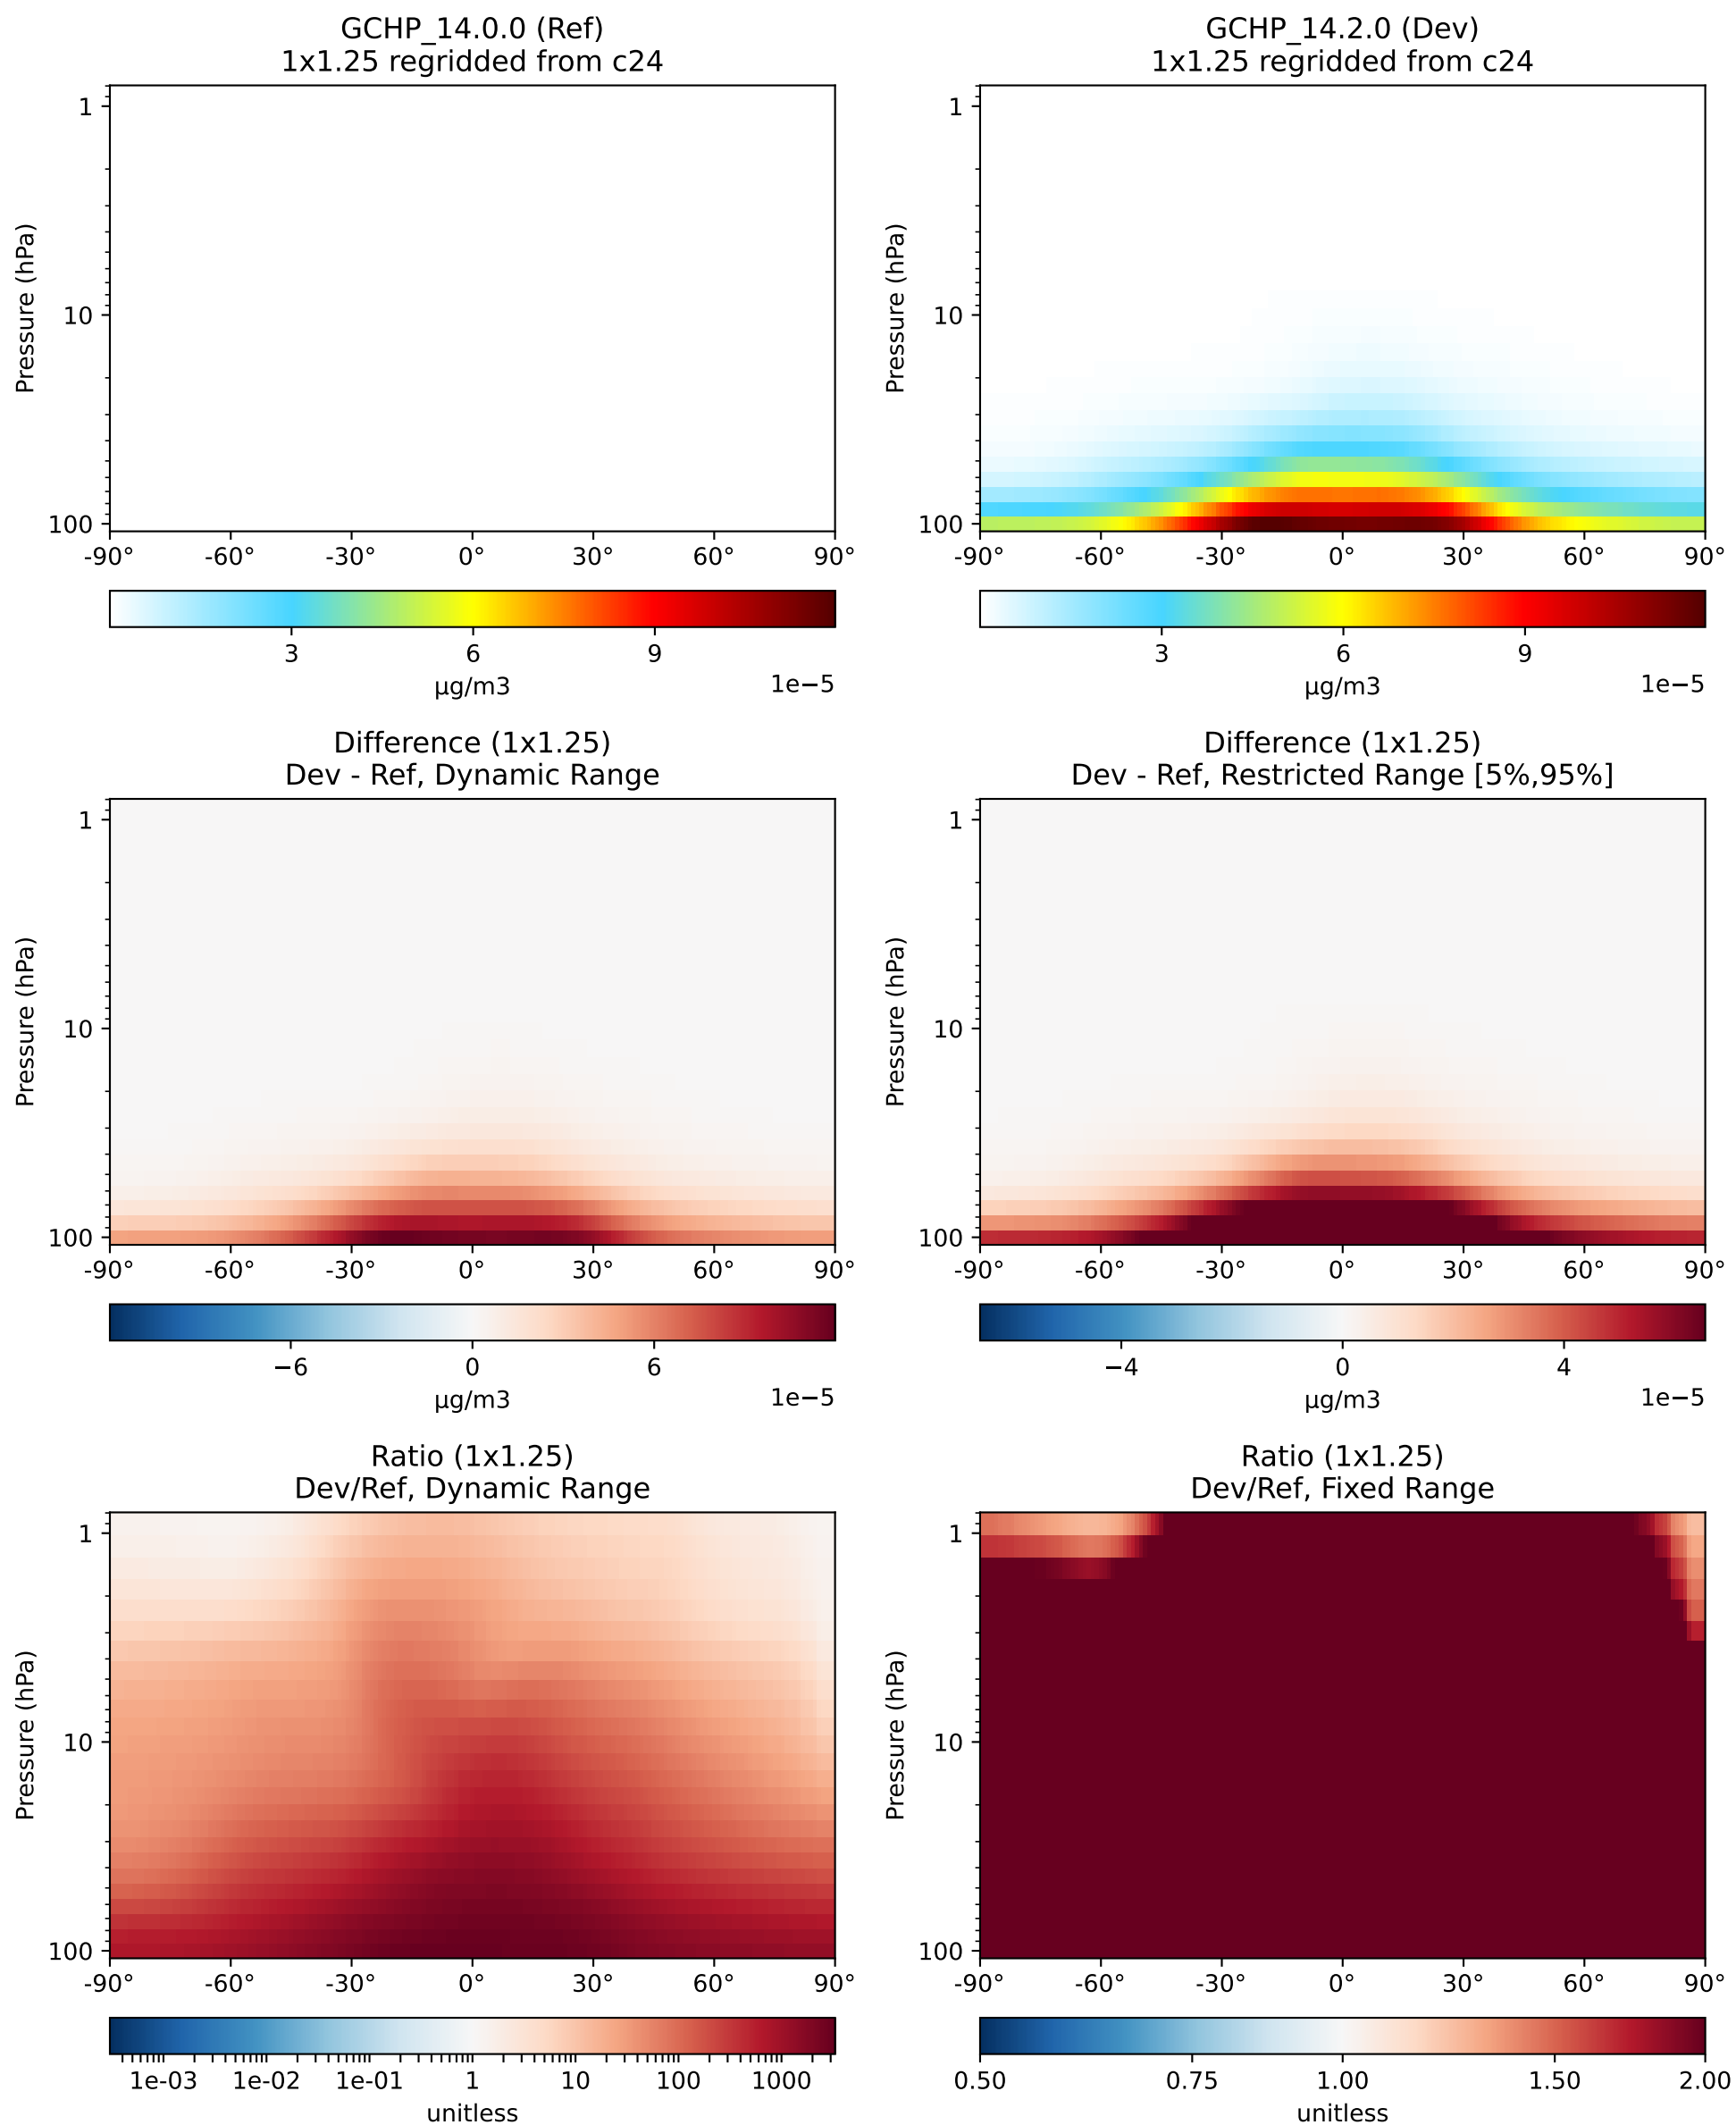 GCHP_14.0.0 (Ref)
1x1.25 regridded from c24
Pressure (hPa)
1
10
100
-90° -60° -30° 0° 30° 60° 90°
3 6 9
µg/m3
1e−5
GCHP_14.2.0 (Dev)
1x1.25 regridded from c24
Pressure (hPa)
1
10
100
-90° -60° -30° 0° 30° 60° 90°
3 6 9
µg/m3
1e−5
Difference (1x1.25)
Dev - Ref, Dynamic Range
Pressure (hPa)
1
10
100
-90° -60° -30° 0° 30° 60° 90°
−6 0 6
µg/m3
1e−5
Difference (1x1.25)
Dev - Ref, Restricted Range [5%,95%]
Pressure (hPa)
1
10
100
-90° -60° -30° 0° 30° 60° 90°
−4 0 4
µg/m3
1e−5
Ratio (1x1.25)
Dev/Ref, Dynamic Range
Pressure (hPa)
1
10
100
-90° -60° -30° 0° 30° 60° 90°
1e-03 1e-02 1e-01 1 10 100 1000
unitless
Ratio (1x1.25)
Dev/Ref, Fixed Range
Pressure (hPa)
1
10
100
-90° -60° -30° 0° 30° 60° 90°
0.50 0.75 1.00 1.50 2.00
unitless